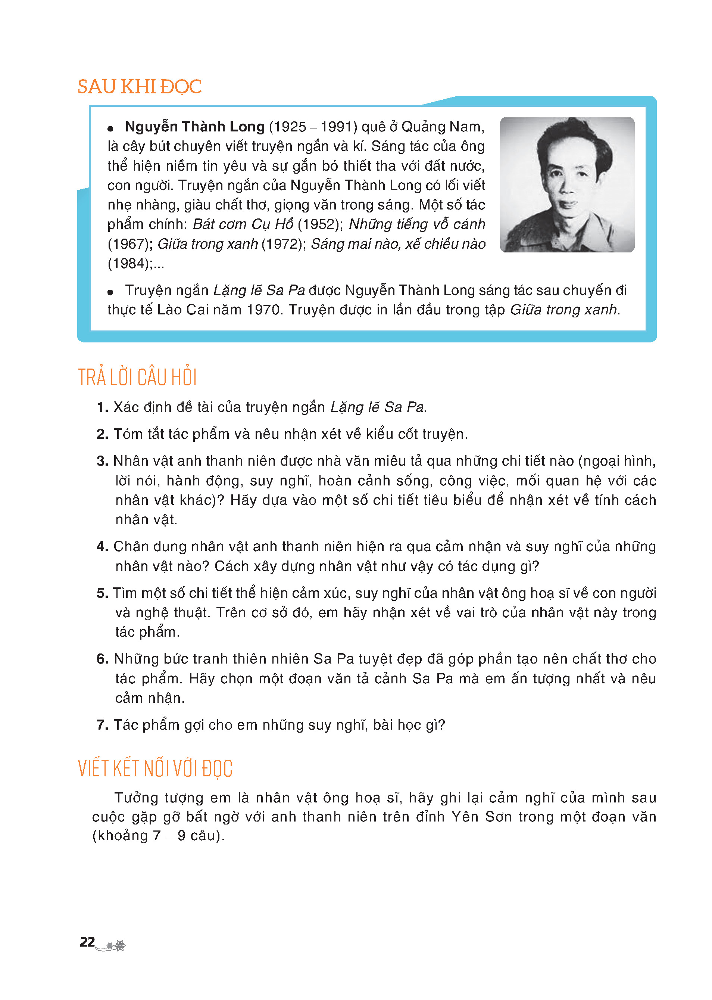 SAU KHI ĐỌC
● Nguyễn Thành Long (1925 – 1991) quê ở Quảng Nam,
là cây bút chuyên viết truyện ngắn và kí. Sáng tác của ông
thể hiện niềm tin yêu và sự gắn bó thiết tha với đất nước,
con người. Truyện ngắn của Nguyễn Thành Long có lối viết
nhẹ nhàng, giàu chất thơ, giọng văn trong sáng. Một số tác
phẩm chính: Bát cơm Cụ Hồ (1952); Những tiếng vỗ cánh
(1967); Giữa trong xanh (1972); Sáng mai nào, xế chiều nào
(1984);...
● Truyện ngắn Lặng lẽ Sa Pa được Nguyễn Thành Long sáng tác sau chuyến đi
thực tế Lào Cai năm 1970. Truyện được in lần đầu trong tập Giữa trong xanh.
TRẢ LỜI CÂU HỎI
1. Xác định đề tài của truyện ngắn Lặng lẽ Sa Pa.
2. Tóm tắt tác phẩm và nêu nhận xét về kiểu cốt truyện.
3. Nhân vật anh thanh niên được nhà văn miêu tả qua những chi tiết nào (ngoại hình,
lời nói, hành động, suy nghĩ, hoàn cảnh sống, công việc, mối quan hệ với các
nhân vật khác)? Hãy dựa vào một số chi tiết tiêu biểu để nhận xét về tính cách
nhân vật.
4. Chân dung nhân vật anh thanh niên hiện ra qua cảm nhận và suy nghĩ của những
nhân vật nào? Cách xây dựng nhân vật như vậy có tác dụng gì?
5. Tìm một số chi tiết thể hiện cảm xúc, suy nghĩ của nhân vật ông hoạ sĩ về con người
và nghệ thuật. Trên cơ sở đó, em hãy nhận xét về vai trò của nhân vật này trong
tác phẩm.
6. Những bức tranh thiên nhiên Sa Pa tuyệt đẹp đã góp phần tạo nên chất thơ cho
tác phẩm. Hãy chọn một đoạn văn tả cảnh Sa Pa mà em ấn tượng nhất và nêu
cảm nhận.
7. Tác phẩm gợi cho em những suy nghĩ, bài học gì?
VIẾT KẾT NỐI VỚI ĐỌC
Tưởng tượng em là nhân vật ông hoạ sĩ, hãy ghi lại cảm nghĩ của mình sau
cuộc gặp gỡ bất ngờ với anh thanh niên trên đỉnh Yên Sơn trong một đoạn văn
(khoảng 7 – 9 câu).
22